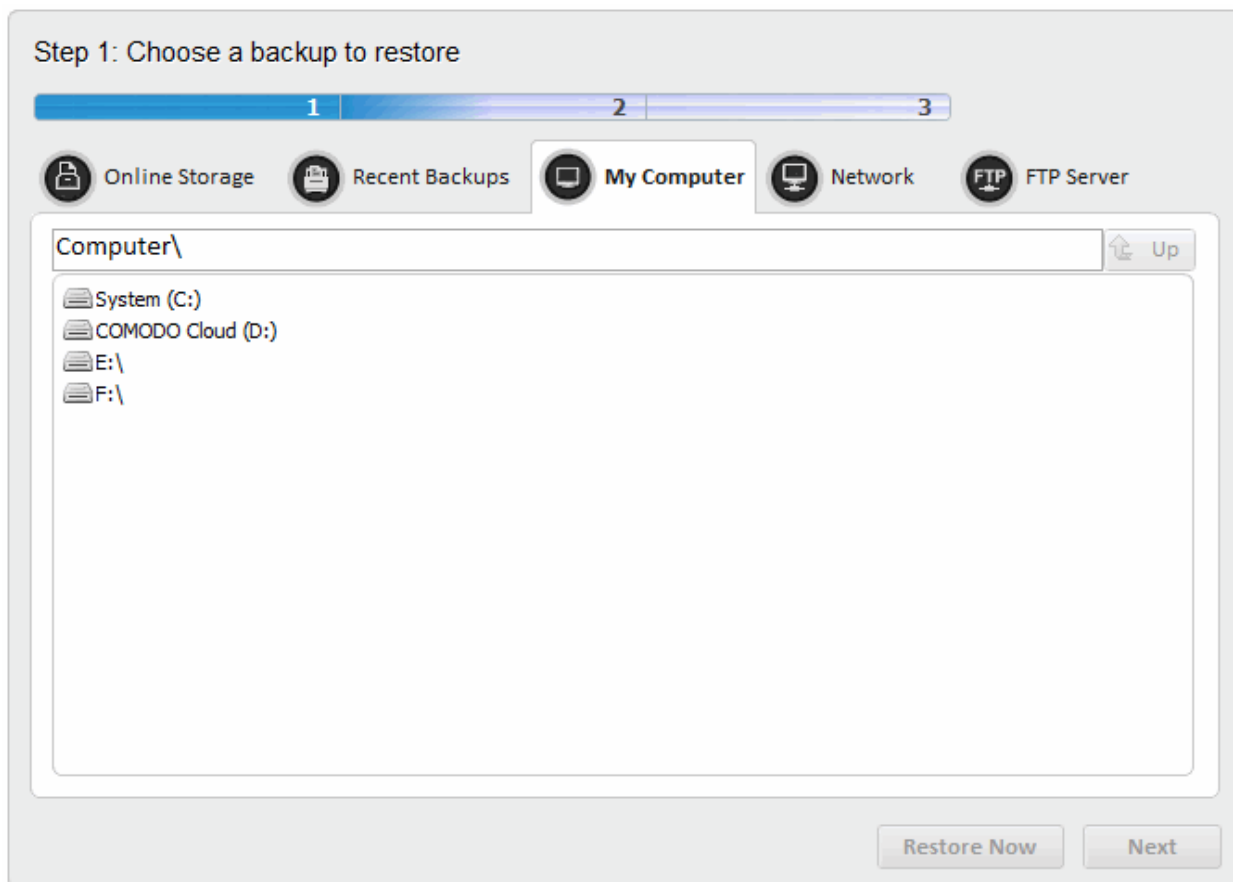 Step 1: Choose a backup to restore
1 2 3
Online Storage Recent Backups My Computer Network FTP FTP Server
Computer\ Up
System (C:)
COMODO Cloud (D:)
E:\
F:\
Restore Now Next